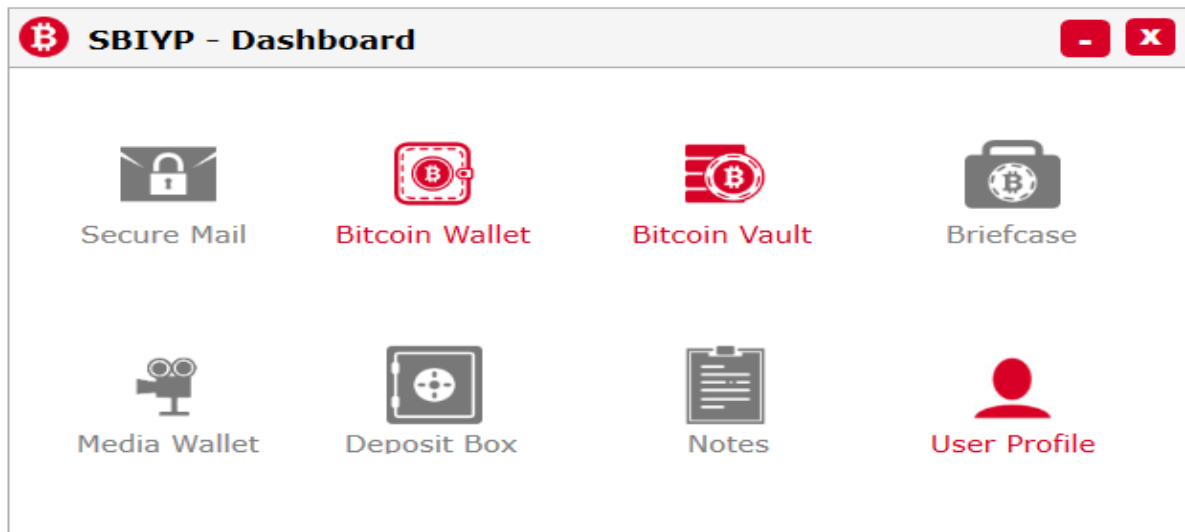 SBIYP - Dashboard
- X
Secure Mail Bitcoin Wallet Bitcoin Vault Briefcase
Media Wallet Deposit Box Notes User Profile